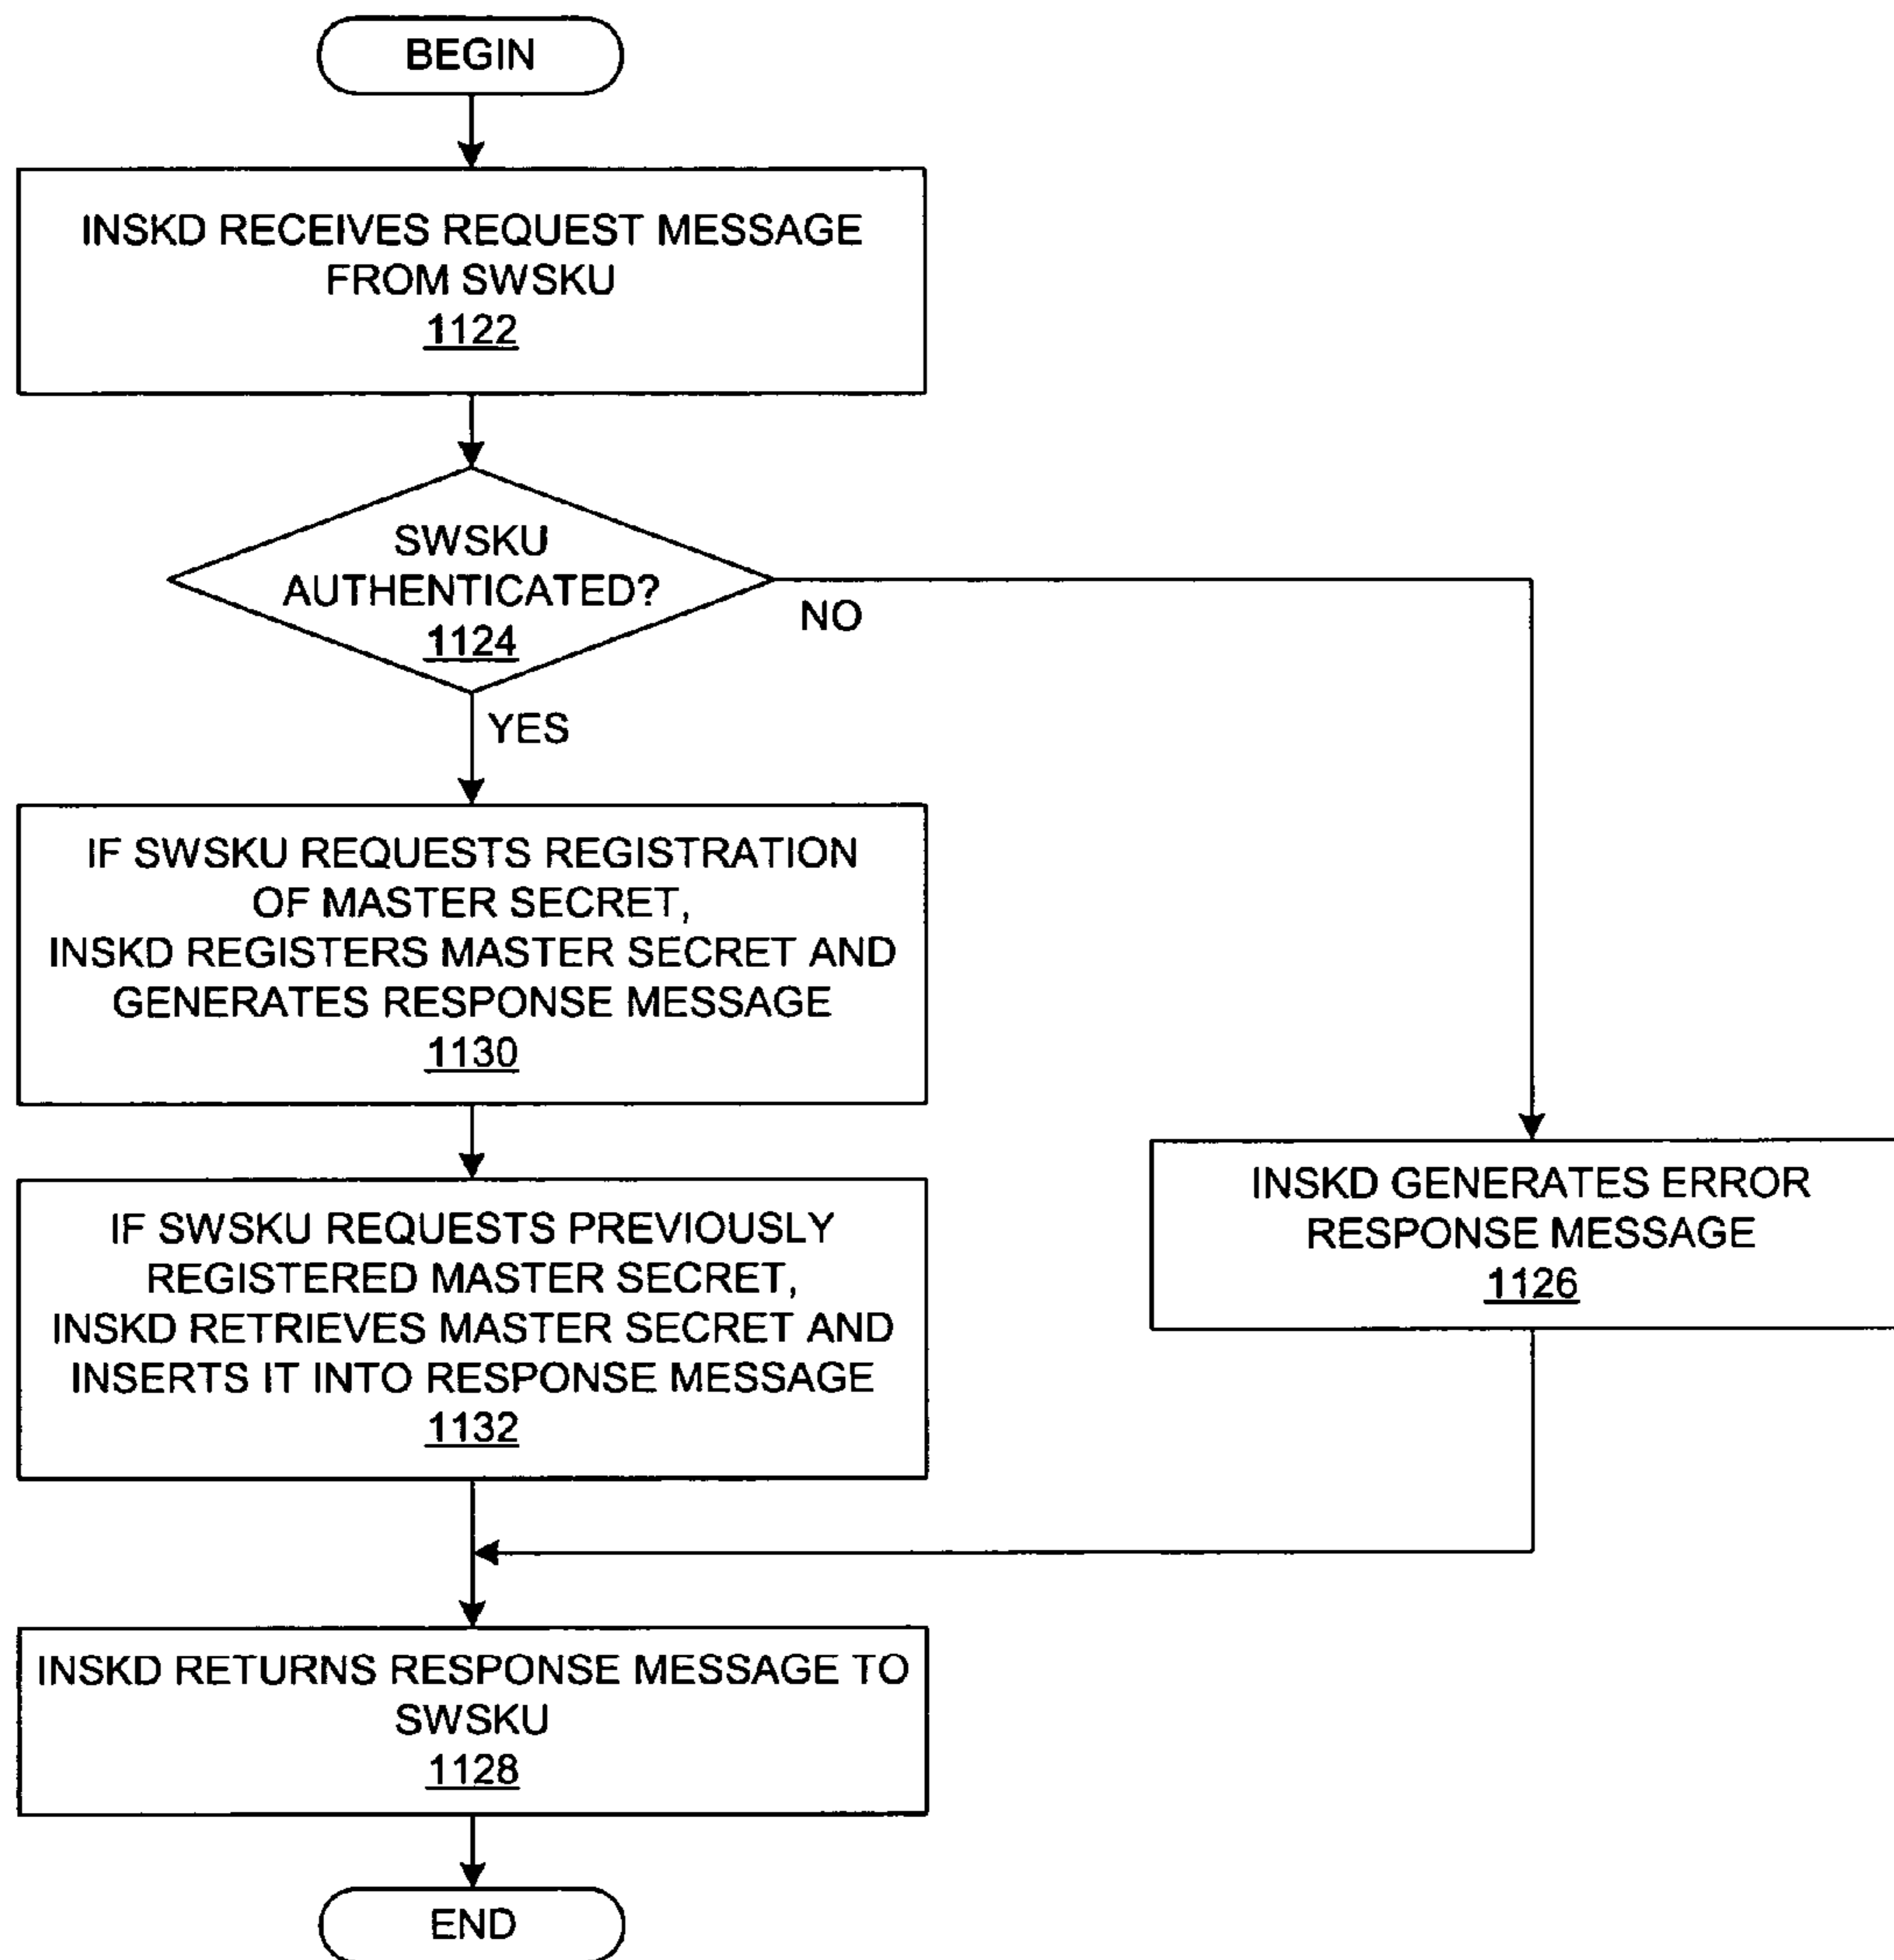 BEGIN
INSKD RECEIVES REQUEST MESSAGE
FROM SWSKU
1122
SWSKU
AUTHENTICATED?
1124
NO
YES
IF SWSKU REQUESTS REGISTRATION
OF MASTER SECRET,
INSKD REGISTERS MASTER SECRET AND
GENERATES RESPONSE MESSAGE
1130
IF SWSKU REQUESTS PREVIOUSLY
REGISTERED MASTER SECRET,
INSKD RETRIEVES MASTER SECRET AND
INSERTS IT INTO RESPONSE MESSAGE
1132
INSKD GENERATES ERROR
RESPONSE MESSAGE
1126
INSKD RETURNS RESPONSE MESSAGE TO
SWSKU
1128
END